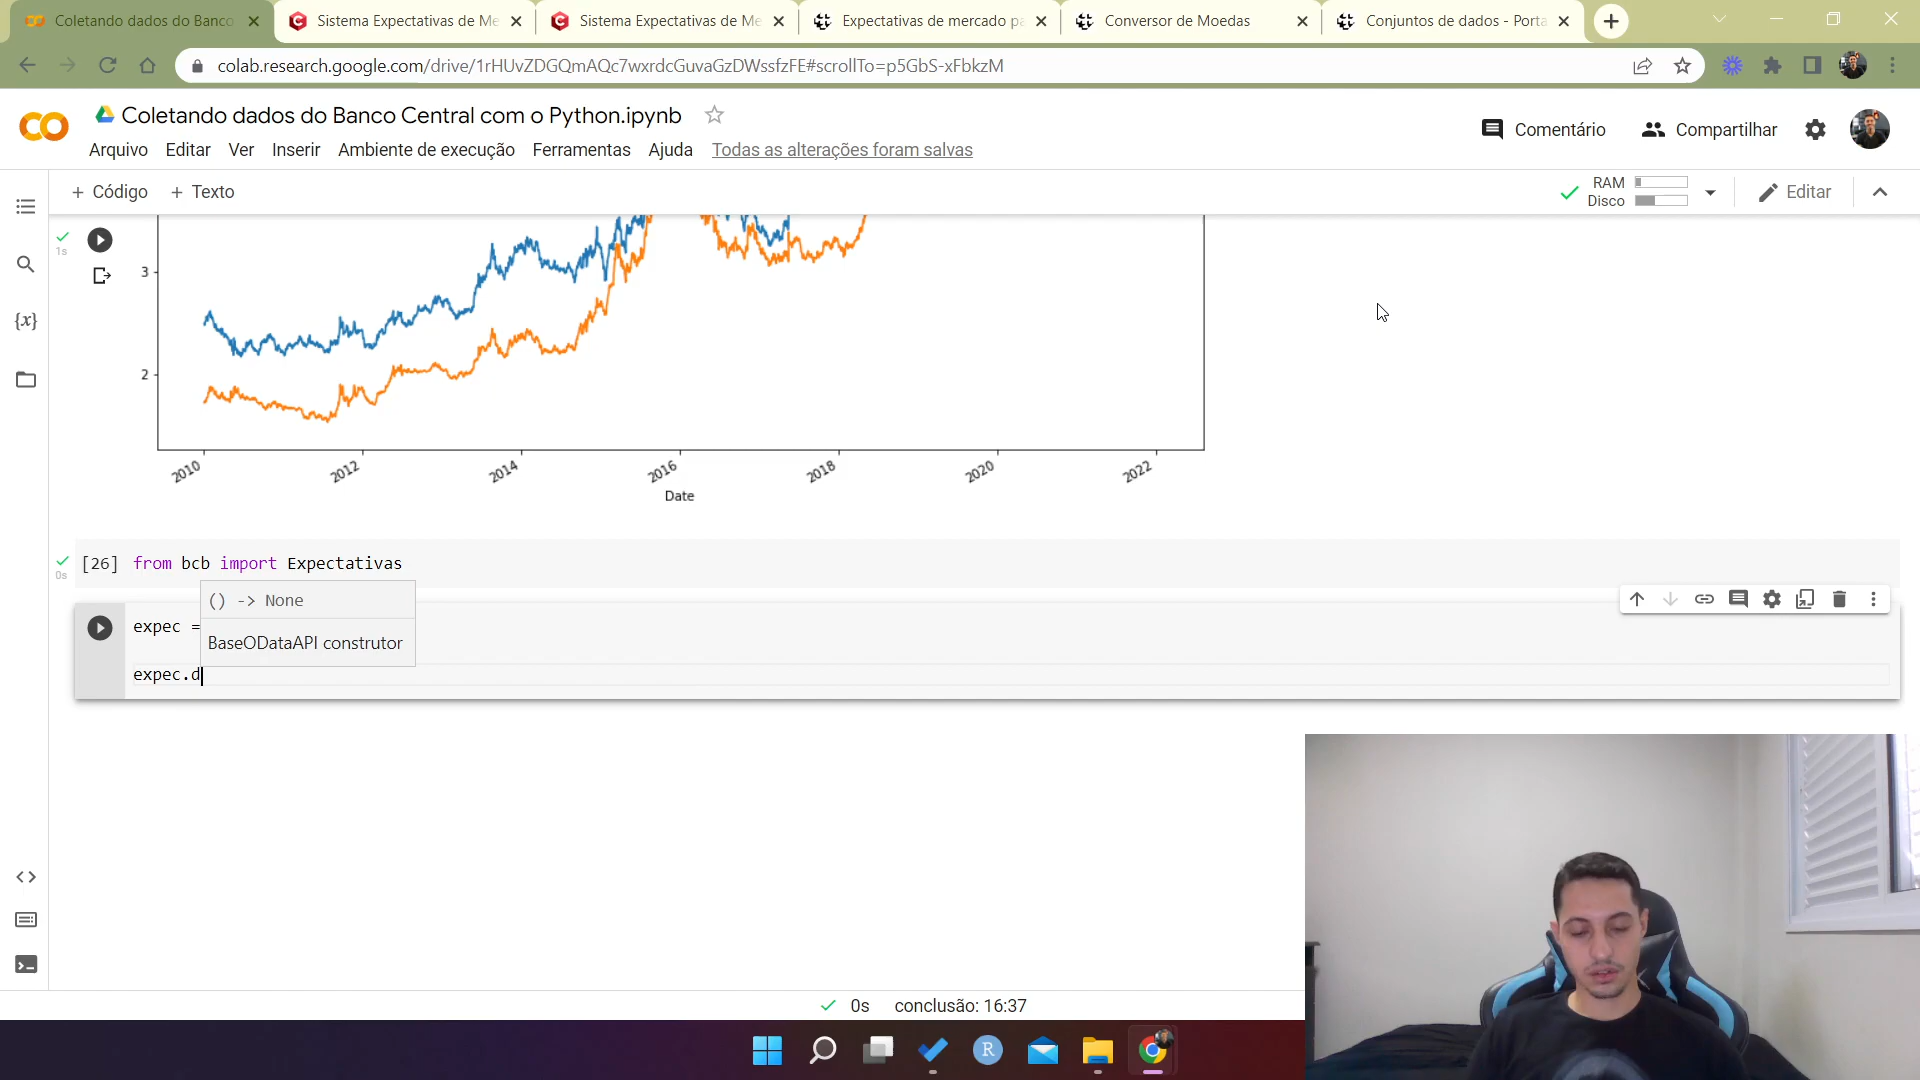 Coletando dados do Banco
Sistema Expectativas de Me
Sistema Expectativas de Me
Expectativas de mercado pa
Conversor de Moedas
Conjuntos de dados - Porta
colab.research.google.com/drive/1rHUvZDGQmAQc7wxrdcGuvaGzDWssfzFE#scrollTo=p5GbS-xFbkzM
CO Coletando dados do Banco Central com o Python.ipynb
Comentário
Compartilhar
Arquivo Editar Ver Inserir Ambiente de execução Ferramentas Ajuda Todas as alterações foram salvas
+ Código + Texto
RAM
Disco
Editar
1s
3
2
2010 2012 2014 2016 2018 2020 2022
Date
0s
[26] from bcb import Expectativas
() -> None
expec =
BaseODataAPI construtor
expec.d
0s conclusão: 16:37